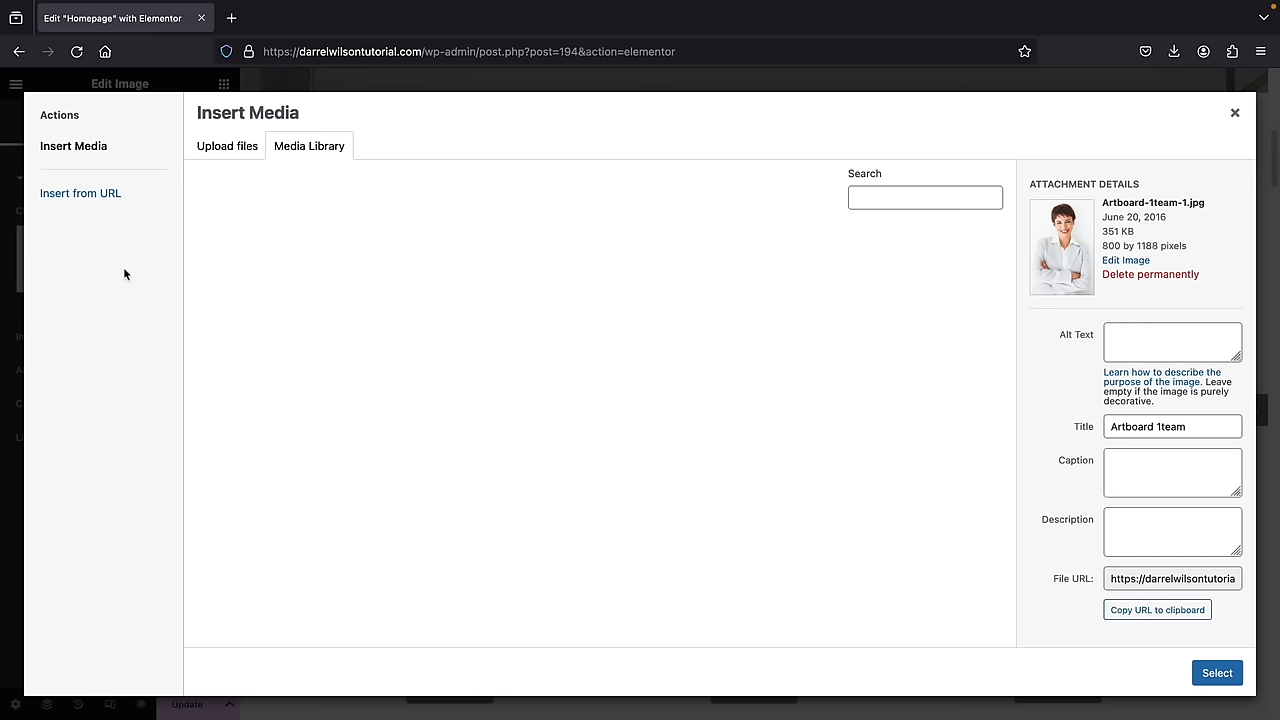 Edit "Homepage" with Elementor
https://darrelwilsontutorial.com/wp-admin/post.php?post=194&action=elementor
Edit Image
Actions
Insert Media
Insert from URL
Insert Media
Upload files
Media Library
Search
ATTACHMENT DETAILS
Artboard-1team-1.jpg
June 20, 2016
351 KB
800 by 1188 pixels
Edit Image
Delete permanently
Alt Text
Learn how to describe the
purpose of the image. Leave
empty if the image is purely
decorative.
Title
Artboard 1team
Caption
Description
File URL:
https://darrelwilsontutoria
Copy URL to clipboard
Select
Update